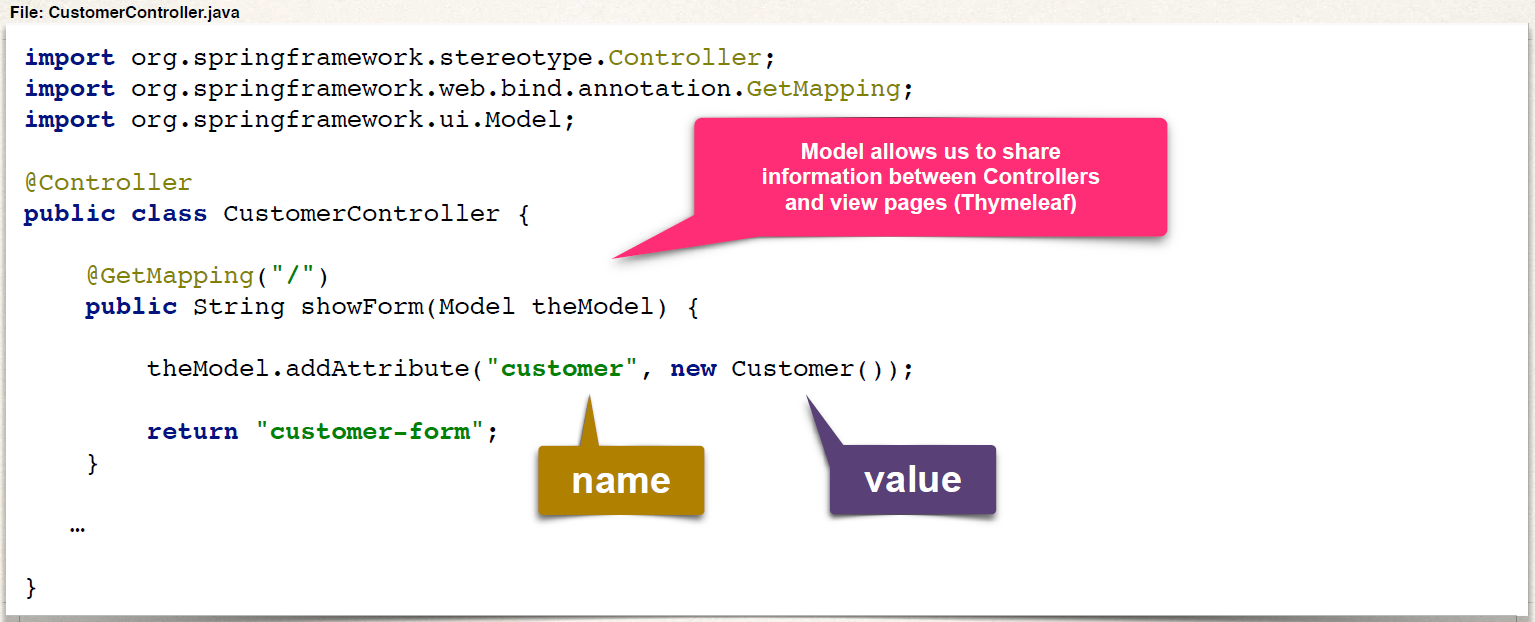 File: CustomerController.java
import org.springframework.stereotype.Controller;
import org.springframework.web.bind.annotation.GetMapping;
import org.springframework.ui.Model;
Model allows us to share
information between Controllers
and view pages (Thymeleaf)
@Controller
public class CustomerController {
@GetMapping("/")
public String showForm(Model theModel) {
theModel.addAttribute("customer", new Customer());
return "customer-form";
name
value
}
…
}